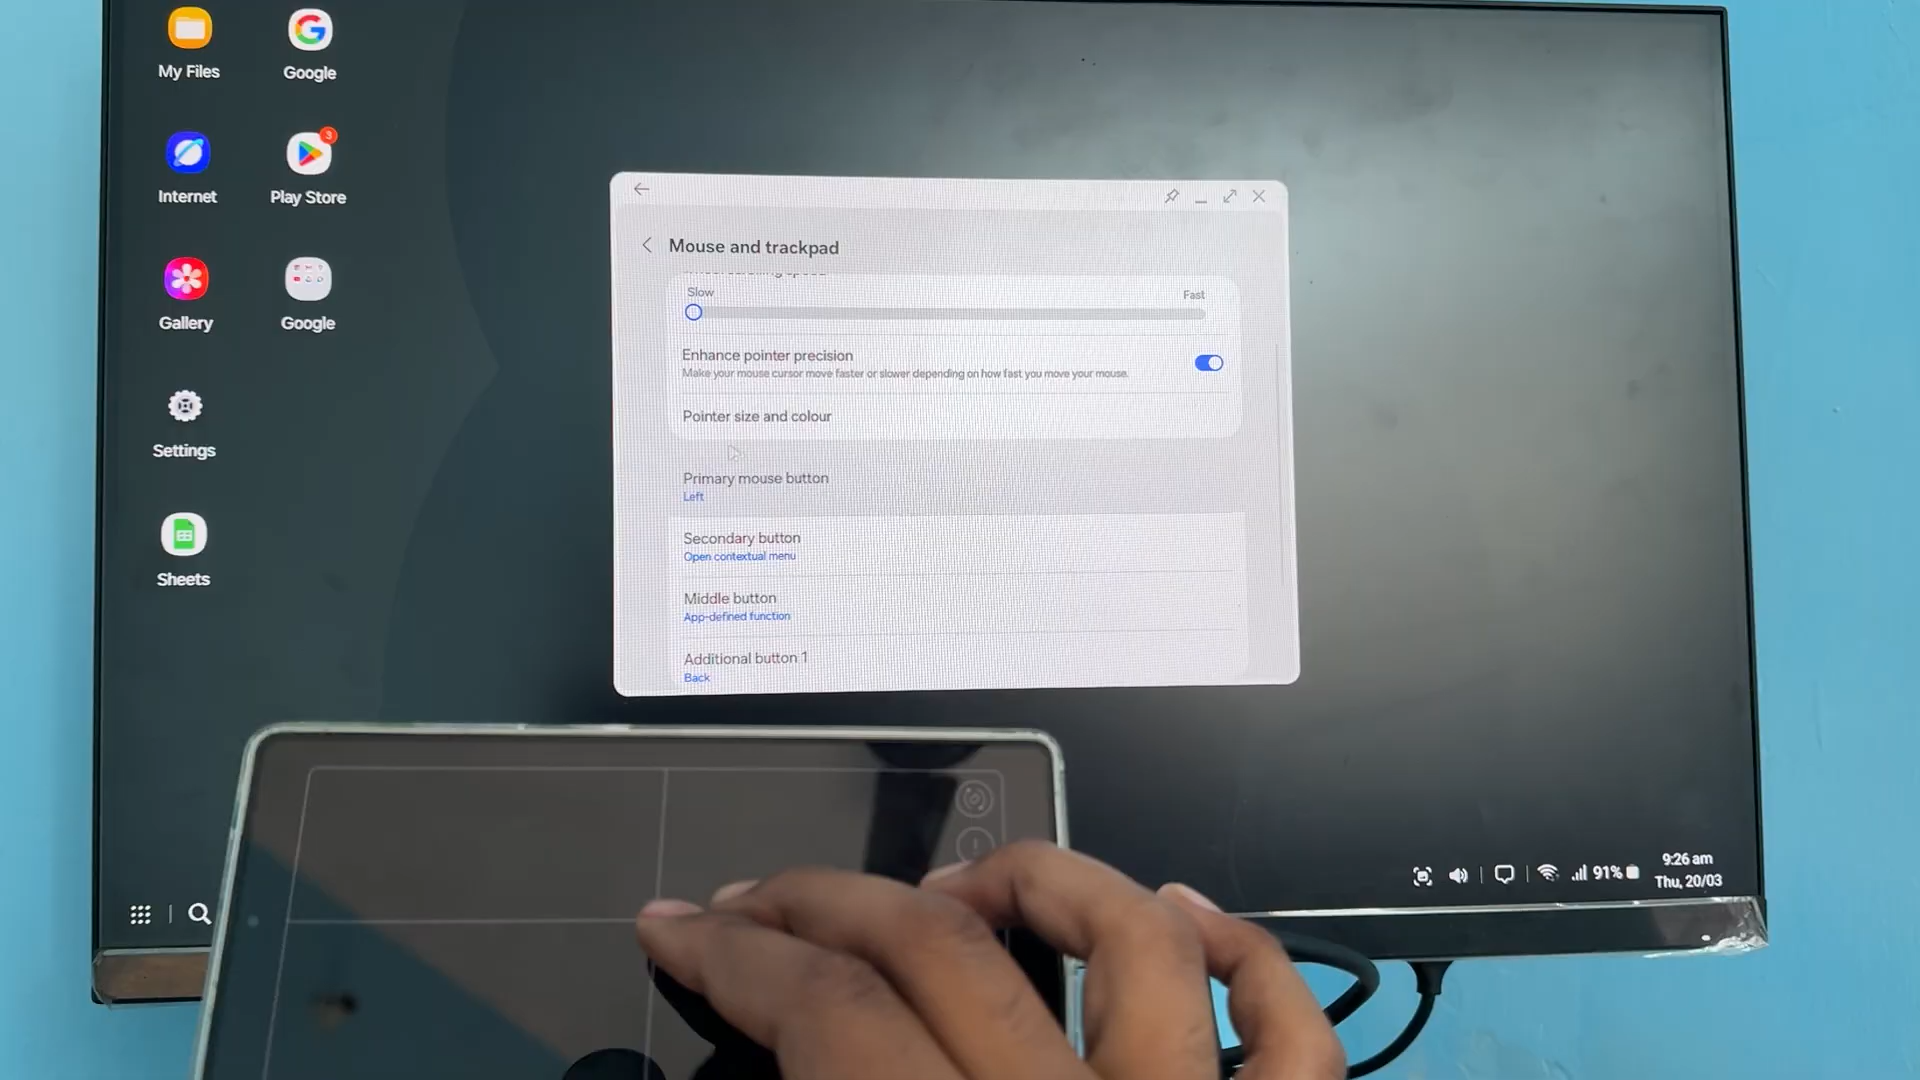 My Files
Google
Internet
3
Play Store
Gallery
Google
Settings
Sheets
Mouse and trackpad
Slow
Fast
Enhance pointer precision
Make your mouse cursor move faster or slower depending on how fast you move your mouse.
Pointer size and colour
Primary mouse button
Left
Secondary button
Open contextual menu
Middle button
App-defined function
Additional button 1
Back
91%
9:26 am
Thu, 20/03